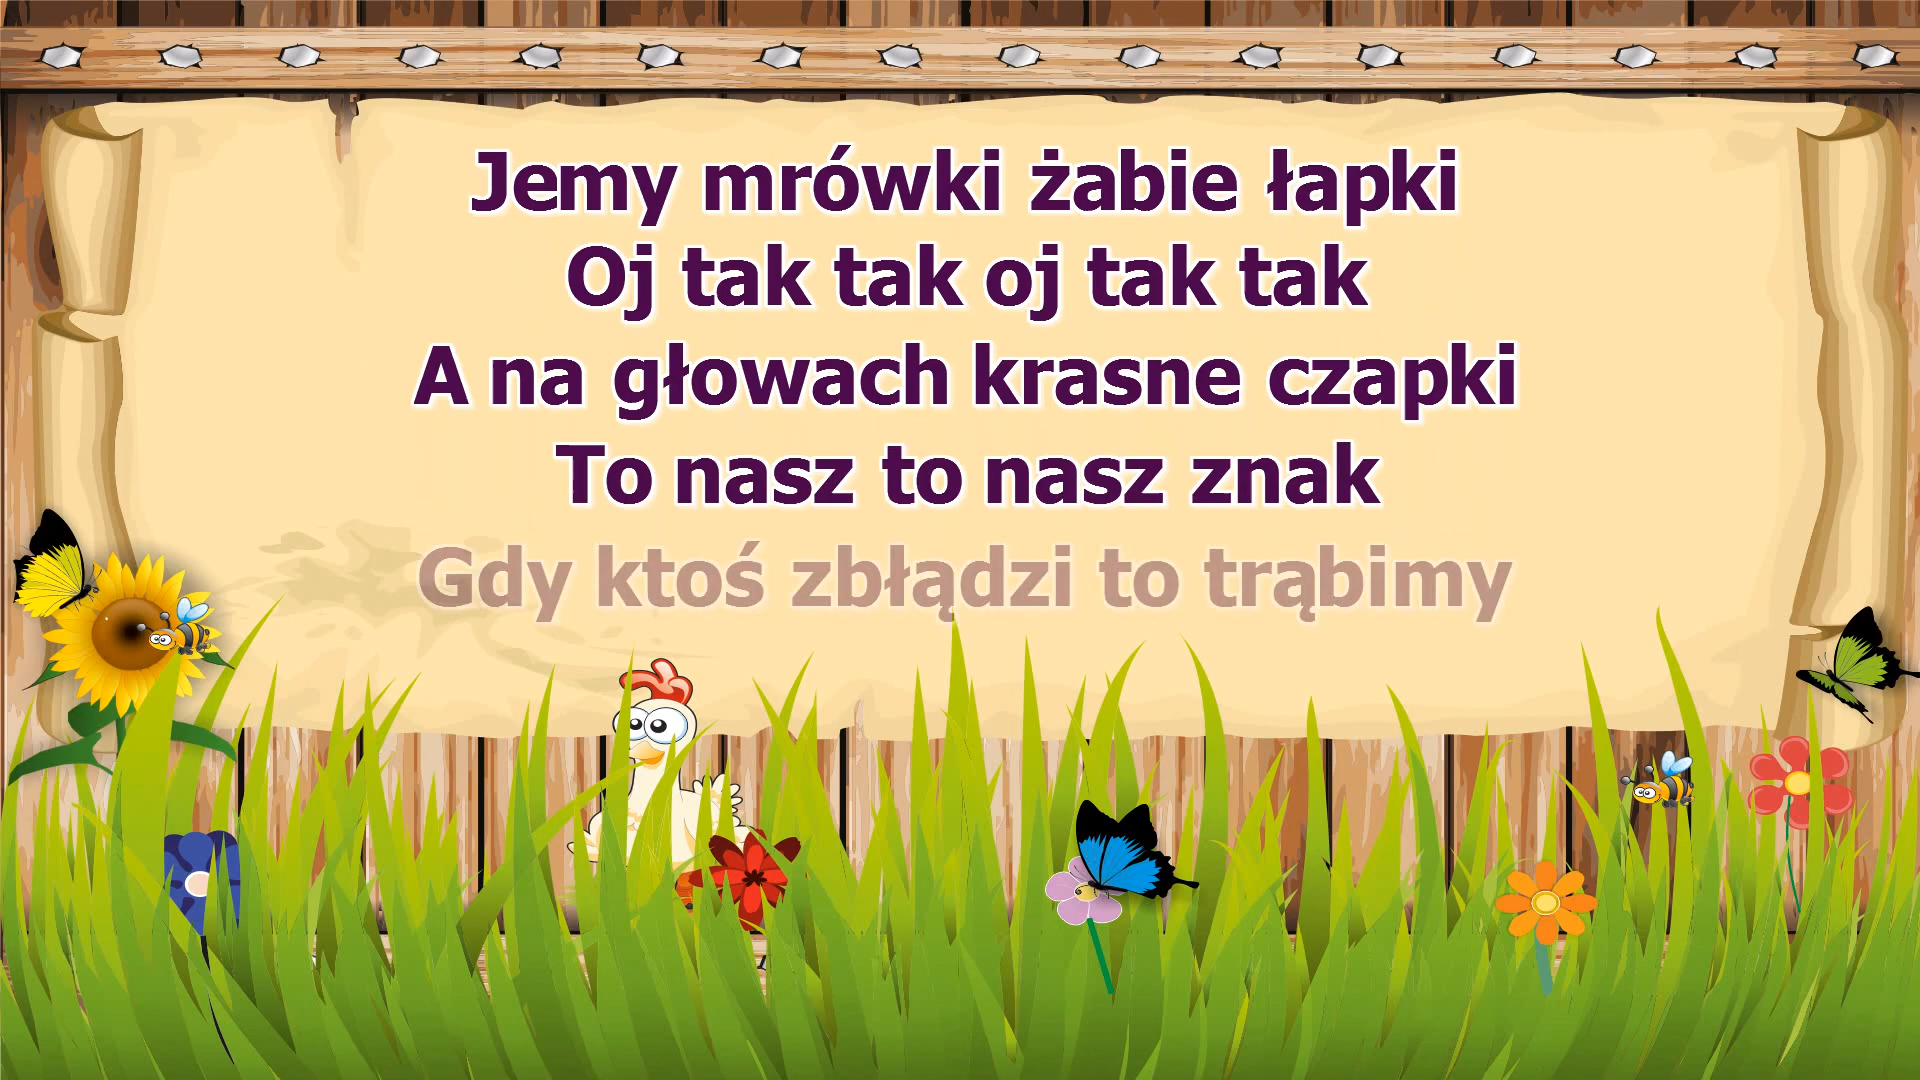 Jemy mrówki żabie łapki
Oj tak tak oj tak tak
A na głowach krasne czapki
To nasz to nasz znak
Gdy ktoś zbłądzi to trąbimy